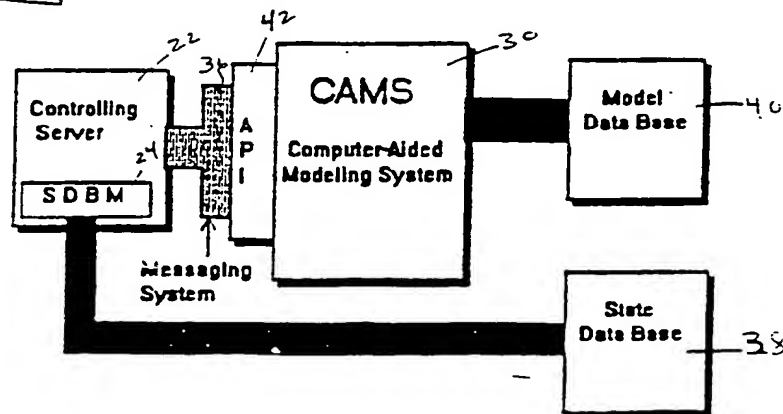 22
Controlling
Server
24
SDBM
36
Messaging
System
42
API
30
CAMS
Computer-Aided
Modeling System
Model
Data Base
40
State
Data Base
38